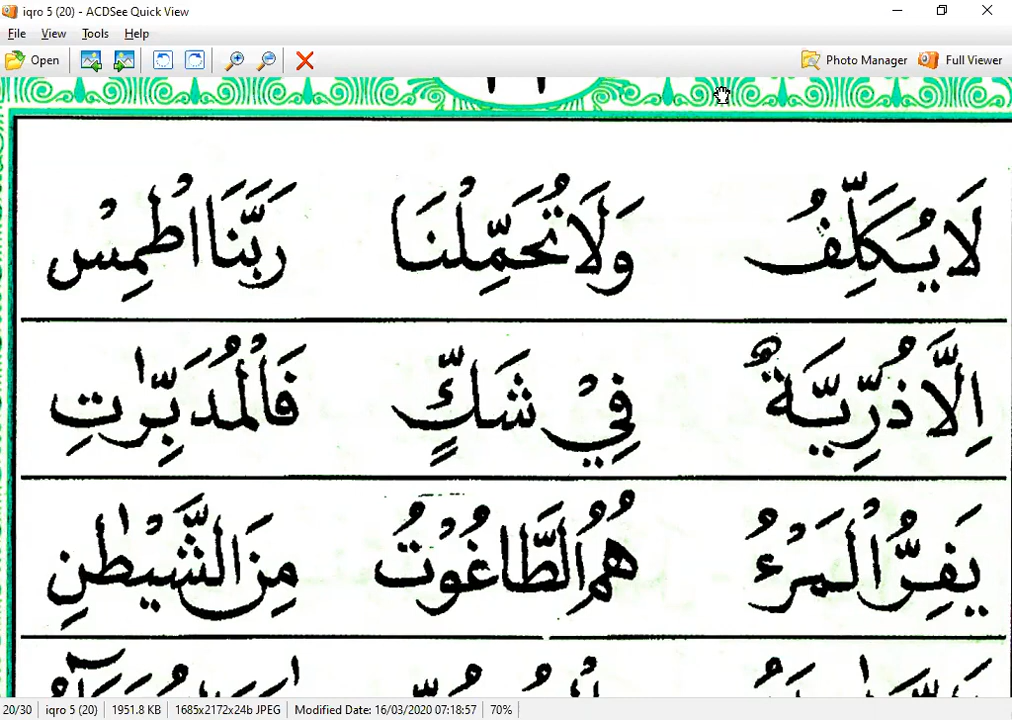 iqro 5 (20) - ACDSee Quick View
File View Tools Help
Open Photo Manager Full Viewer
لَا يُكَلِّفُ وَلَا تُحَمِّلْنَا رَبَّنَا اطْمِسْ
اِلَّا ذُرِّيَّةٌ فِيْ شَكٍّ فَالْمُدَبِّرٰتِ
يَفِرُّ الْمَرْءُ هُمُ الطَّاغُوْتُ مِنَ الشَّيْطٰنِ
20/30 iqro 5 (20) 1951.8 KB 1685x2172x24b JPEG Modified Date: 16/03/2020 07:18:57 70%